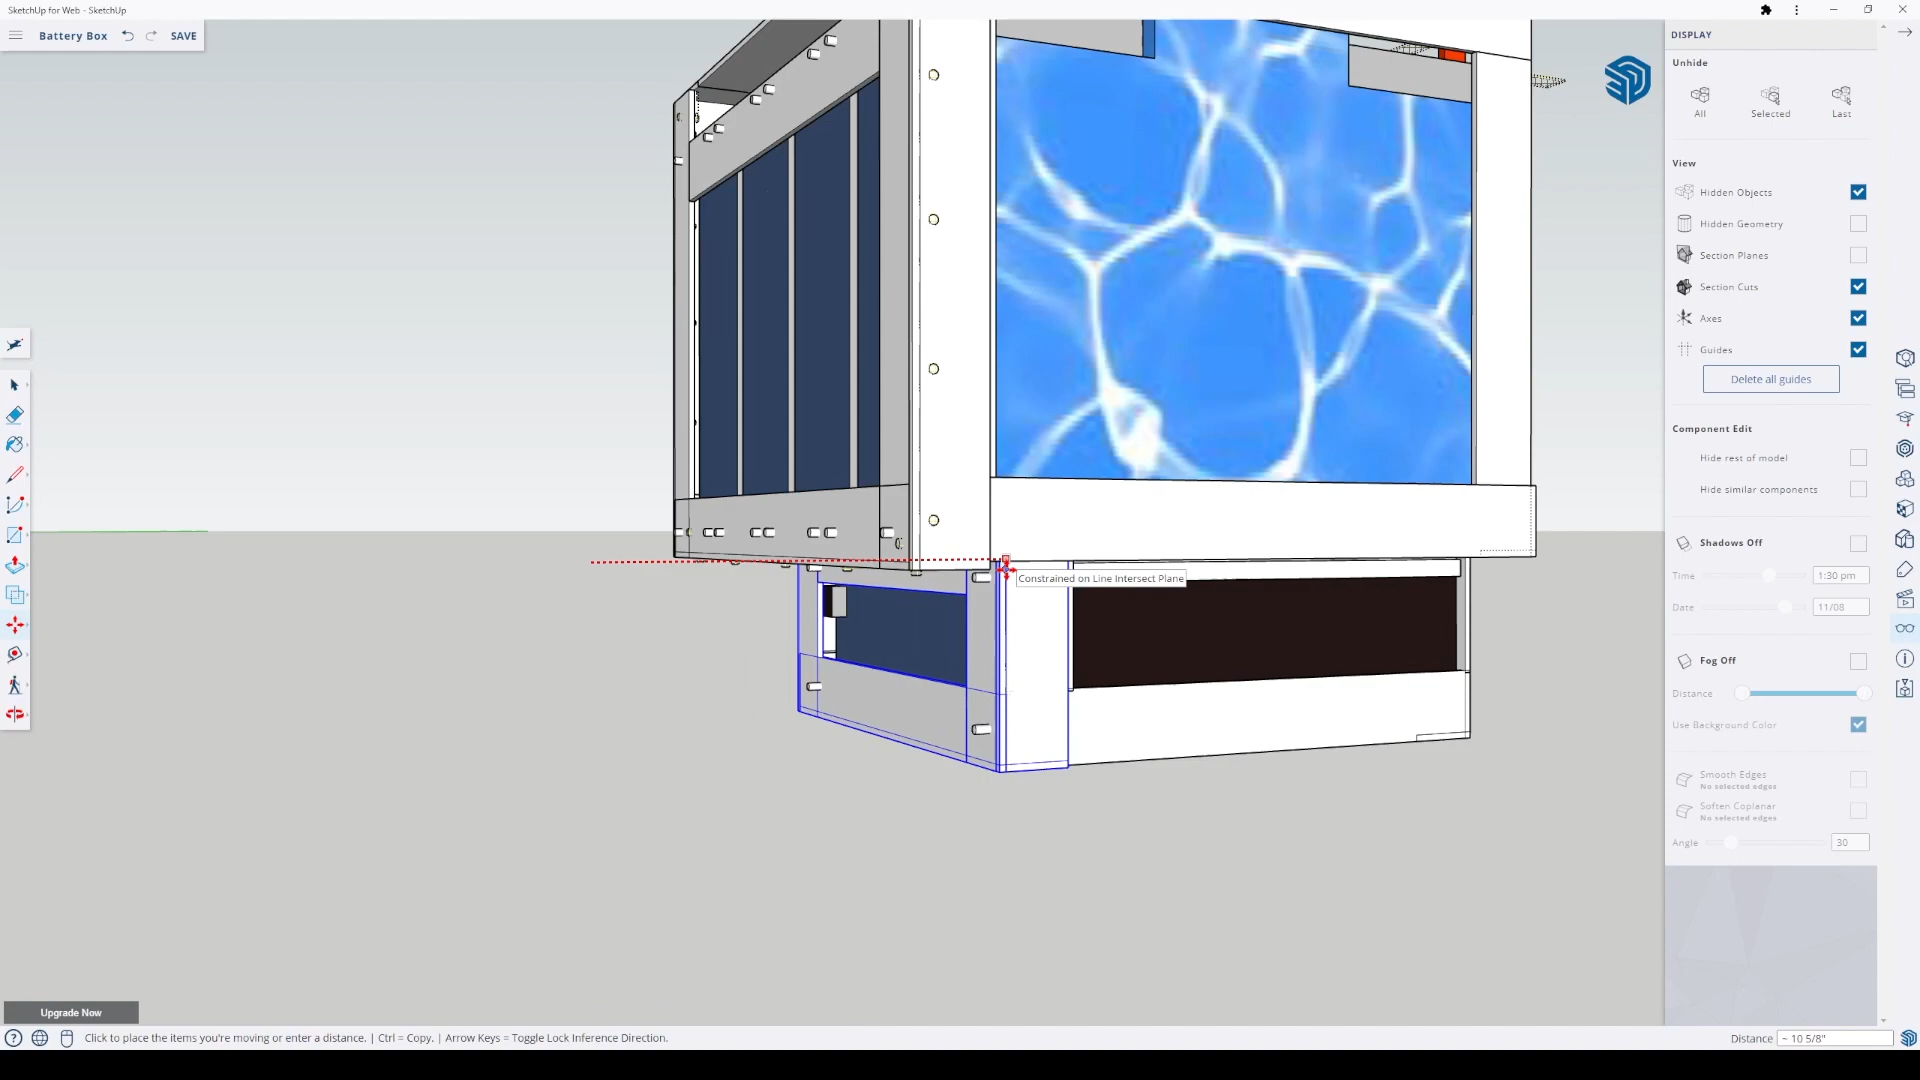 SketchUp for Web - SketchUp
Battery Box
SAVE
DISPLAY
Unhide
All
Selected
Last
View
Hidden Objects
Hidden Geometry
Section Planes
Section Cuts
Axes
Guides
Delete all guides
Component Edit
Hide rest of model
Hide similar components
Constrained on Line Intersect Plane
Shadows Off
Time
1:30 pm
Date
11/08
Fog Off
Distance
Use Background Color
Smooth Edges
No selected edges
Soften Coplanar
No selected edges
Angle
30
Upgrade Now
Click to place the items you're moving or enter a distance. | Ctrl = Copy. | Arrow Keys = Toggle Lock Inference Direction.
Distance
~ 10 5/8"